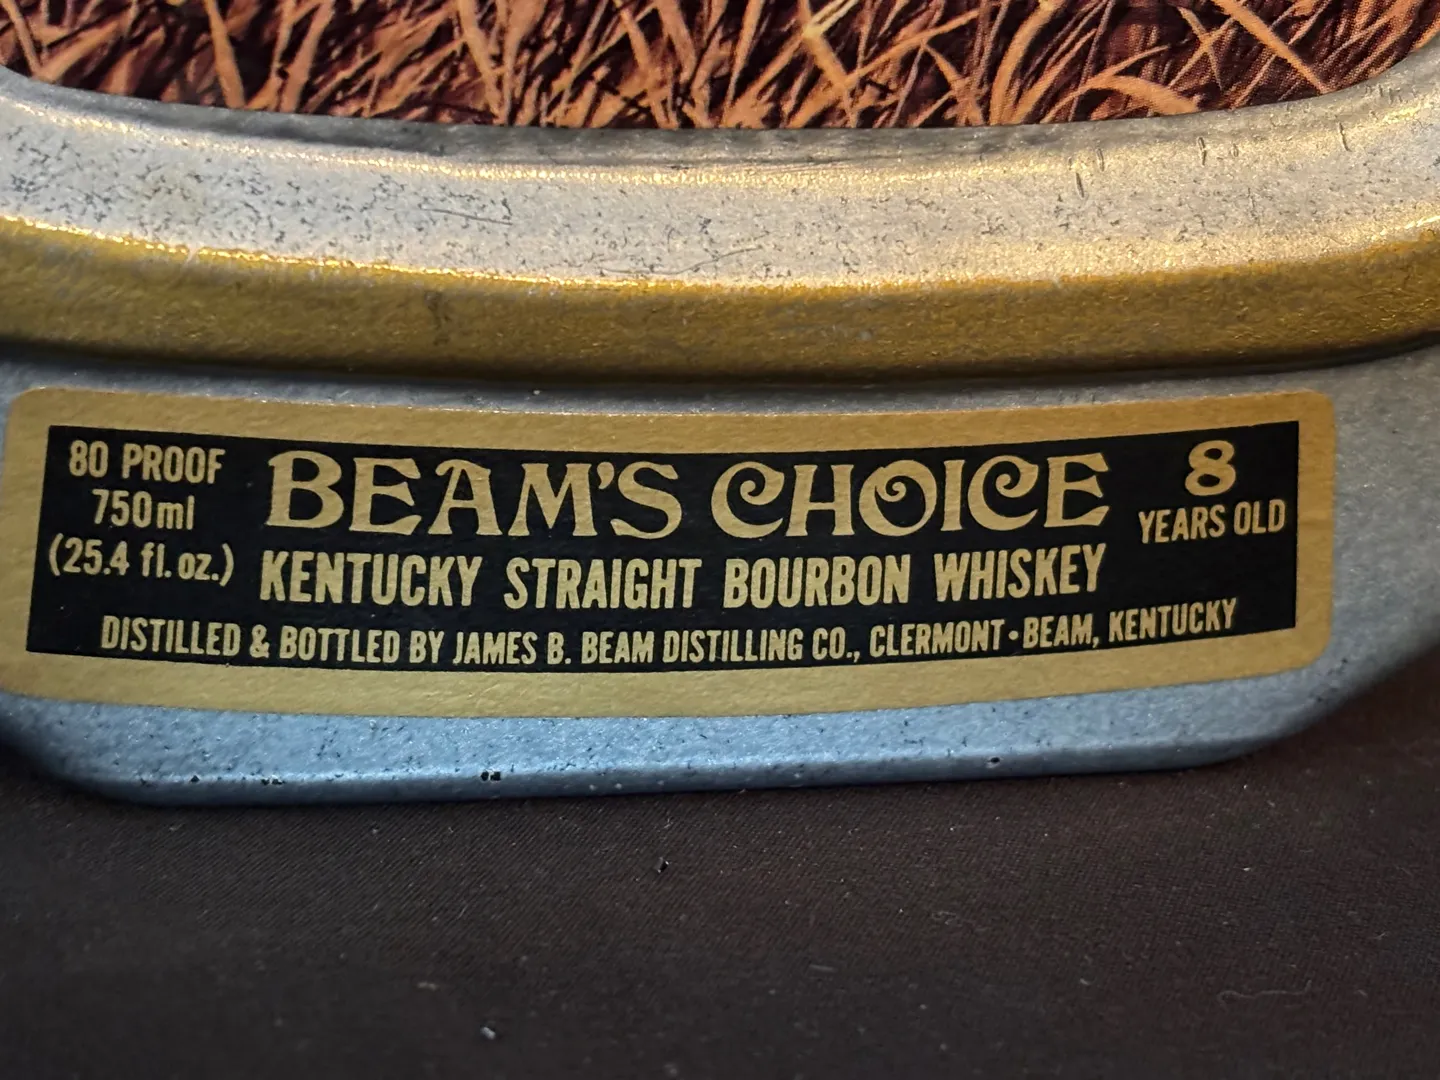 80 PROOF
750ml
(25.4 fl. oz.)
BEAM'S CHOICE
KENTUCKY STRAIGHT BOURBON WHISKEY
8
YEARS OLD
DISTILLED & BOTTLED BY JAMES B. BEAM DISTILLING CO., CLERMONT • BEAM, KENTUCKY